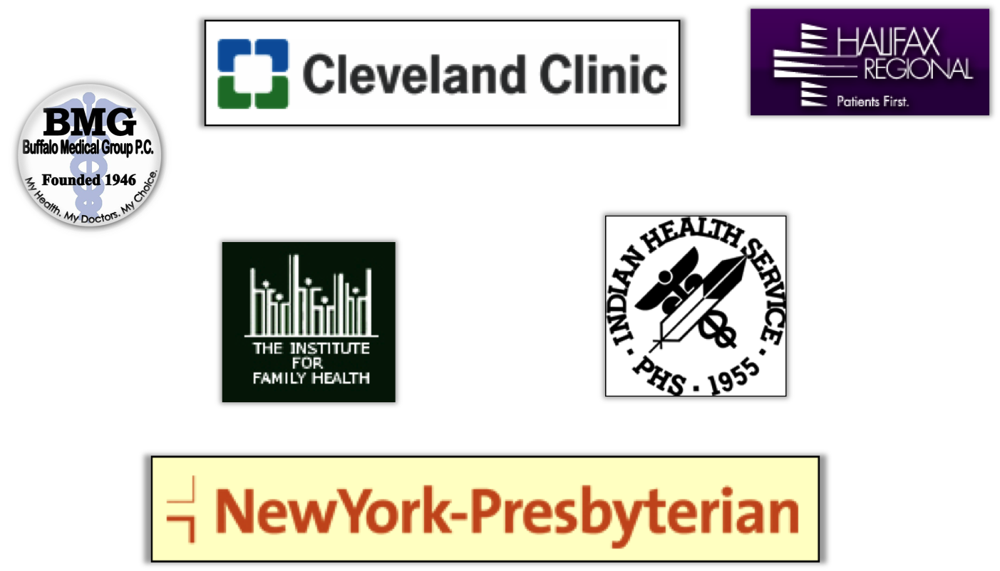 Cleveland Clinic
HALIFAX
REGIONAL
Patients First.
BMG
Buffalo Medical Group P.C.
Founded 1946
My Health. My Doctors. My Choice.
INDIAN HEALTH SERVICE
· PHS · 1955 ·
THE INSTITUTE
FOR
FAMILY HEALTH
NewYork-Presbyterian